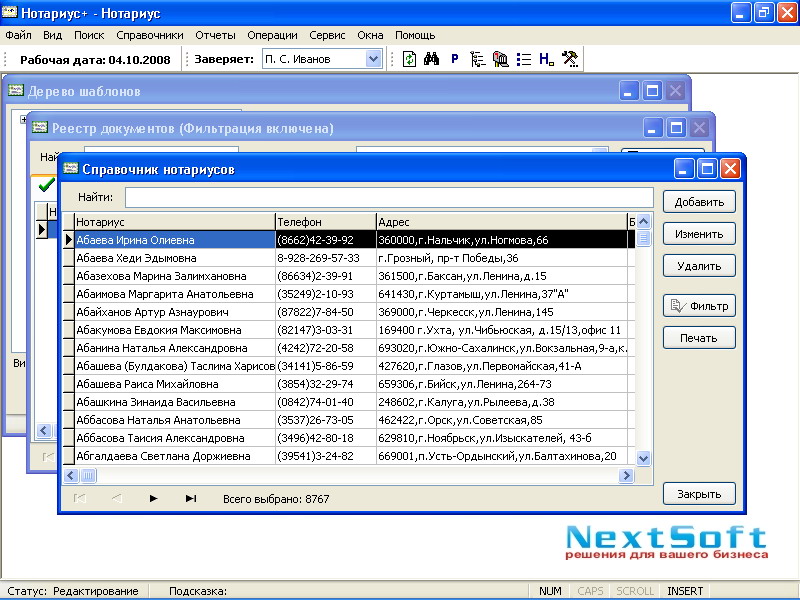 Нотариус+ - Нотариус
Файл Вид Поиск Справочники Отчеты Операции Сервис Окна Помощь
Рабочая дата: 04.10.2008 Заверяет: П. С. Иванов P H
Дерево шаблонов
Реестр документов (Фильтрация включена)
Справочник нотариусов
Найти: Добавить
Нотариус Телефон Адрес Б
Абаева Ирина Олиевна (8662)42-39-92 360000,г.Нальчик,ул.Ногмова,66 Изменить
Абаева Хеди Эдымовна 8-928-269-57-33 г.Грозный, пр-т Победы,36
Абазехова Марина Залимхановна (86634)2-39-91 361500,г.Баксан,ул.Ленина,д.15 Удалить
Абаимова Маргарита Анатольевна (35249)2-10-93 641430,г.Куртамыш,ул.Ленина,37"А"
Абайханов Артур Азнаурович (87822)7-84-50 369000,г.Черкесск,ул.Ленина,145 Фильтр
Абакумова Евдокия Максимовна (82147)3-03-31 169400 г.Ухта, ул.Чибьюская, д.15/13,офис 11 Печать
Абанина Наталья Александровна (4242)72-20-58 693020,г.Южно-Сахалинск,ул.Вокзальная,9-а,к.
Абашева (Булдакова) Таслима Харисов (34141)5-86-59 427620,г.Глазов,ул.Первомайская,41-А
Абашева Раиса Михайловна (3854)32-29-74 659306,г.Бийск,ул.Ленина,264-73
Абашкина Зинаида Васильевна (0842)74-01-40 248602,г.Калуга,ул.Рылеева,д.38
Аббасова Наталья Анатольевна (3537)26-73-05 462422,г.Орск,ул.Советская,85
Аббасова Таисия Александровна (3496)42-80-18 629810,г.Ноябрьск,ул.Изыскателей, 43-б
Абгалдаева Светлана Доржиевна (39541)3-24-82 669001,п.Усть-Ордынский,ул.Балтахинова,20
Всего выбрано: 8767 Закрыть
NextSoft
решения для вашего бизнеса
Статус: Редактирование Подсказка: NUM CAPS SCROLL INSERT